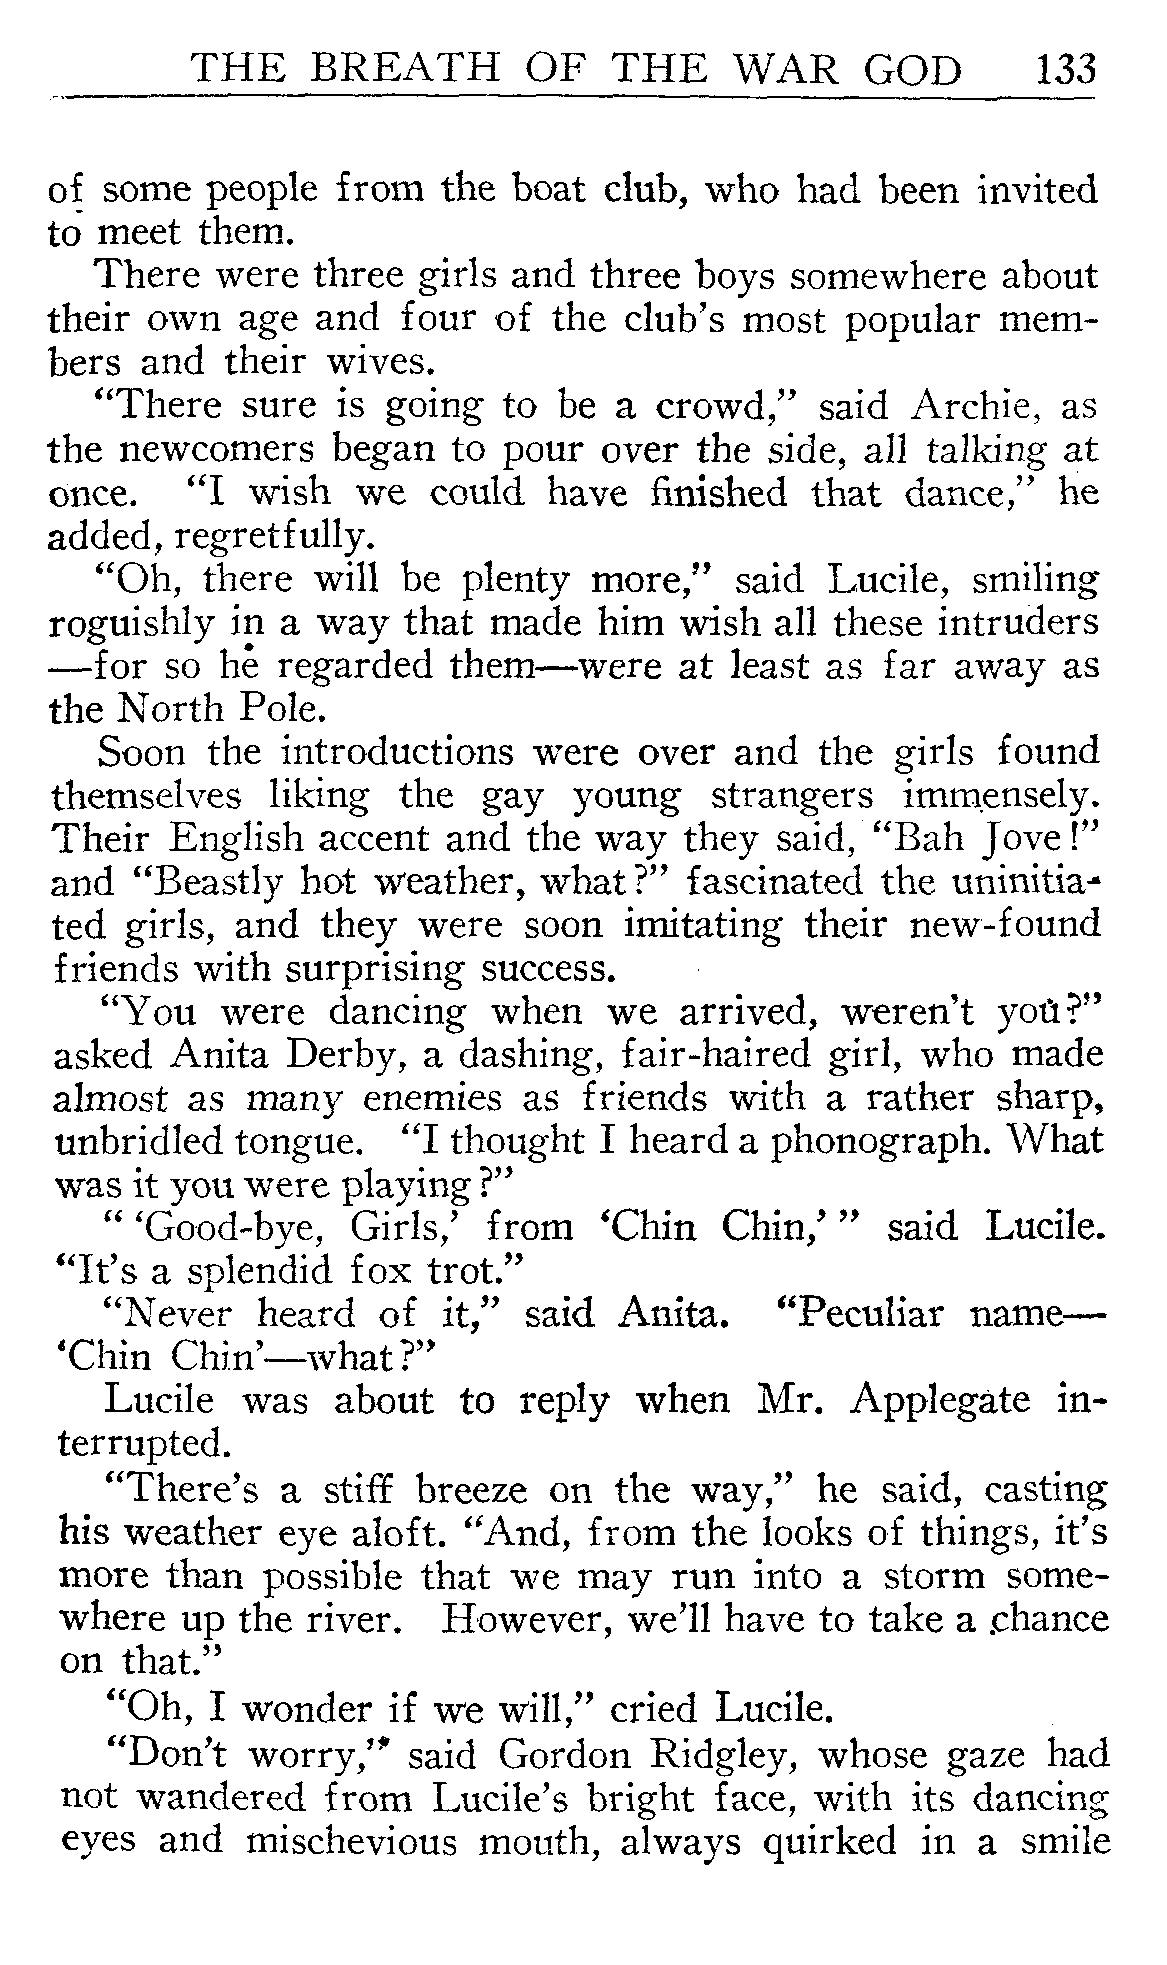 THE BREATH OF THE WAR GOD 133
of some people from the boat club, who had been invited
to meet them.
There were three girls and three boys somewhere about
their own age and four of the club's most popular mem-
bers and their wives.
“There sure is going to be a crowd,” said Archie, as
the newcomers began to pour over the side, all talking at
once. “I wish we could have finished that dance,” he
added, regretfully.
“Oh, there will be plenty more,” said Lucile, smiling
roguishly in a way that made him wish all these intruders
—for so he regarded them—were at least as far away as
the North Pole.
Soon the introductions were over and the girls found
themselves liking the gay young strangers immensely.
Their English accent and the way they said, “Bah Jove!”
and “Beastly hot weather, what?” fascinated the uninitia-
ted girls, and they were soon imitating their new-found
friends with surprising success.
“You were dancing when we arrived, weren't you?”
asked Anita Derby, a dashing, fair-haired girl, who made
almost as many enemies as friends with a rather sharp,
unbridled tongue. “I thought I heard a phonograph. What
was it you were playing?”
“ ‘Good-bye, Girls,’ from ‘Chin Chin,’ ” said Lucile.
“It's a splendid fox trot.”
“Never heard of it,” said Anita. “Peculiar name—
‘Chin Chin’—what?”
Lucile was about to reply when Mr. Applegate in-
terrupted.
“There's a stiff breeze on the way,” he said, casting
his weather eye aloft. “And, from the looks of things, it's
more than possible that we may run into a storm some-
where up the river. However, we'll have to take a chance
on that.”
“Oh, I wonder if we will,” cried Lucile.
“Don't worry,” said Gordon Ridgley, whose gaze had
not wandered from Lucile's bright face, with its dancing
eyes and mischevious mouth, always quirked in a smile